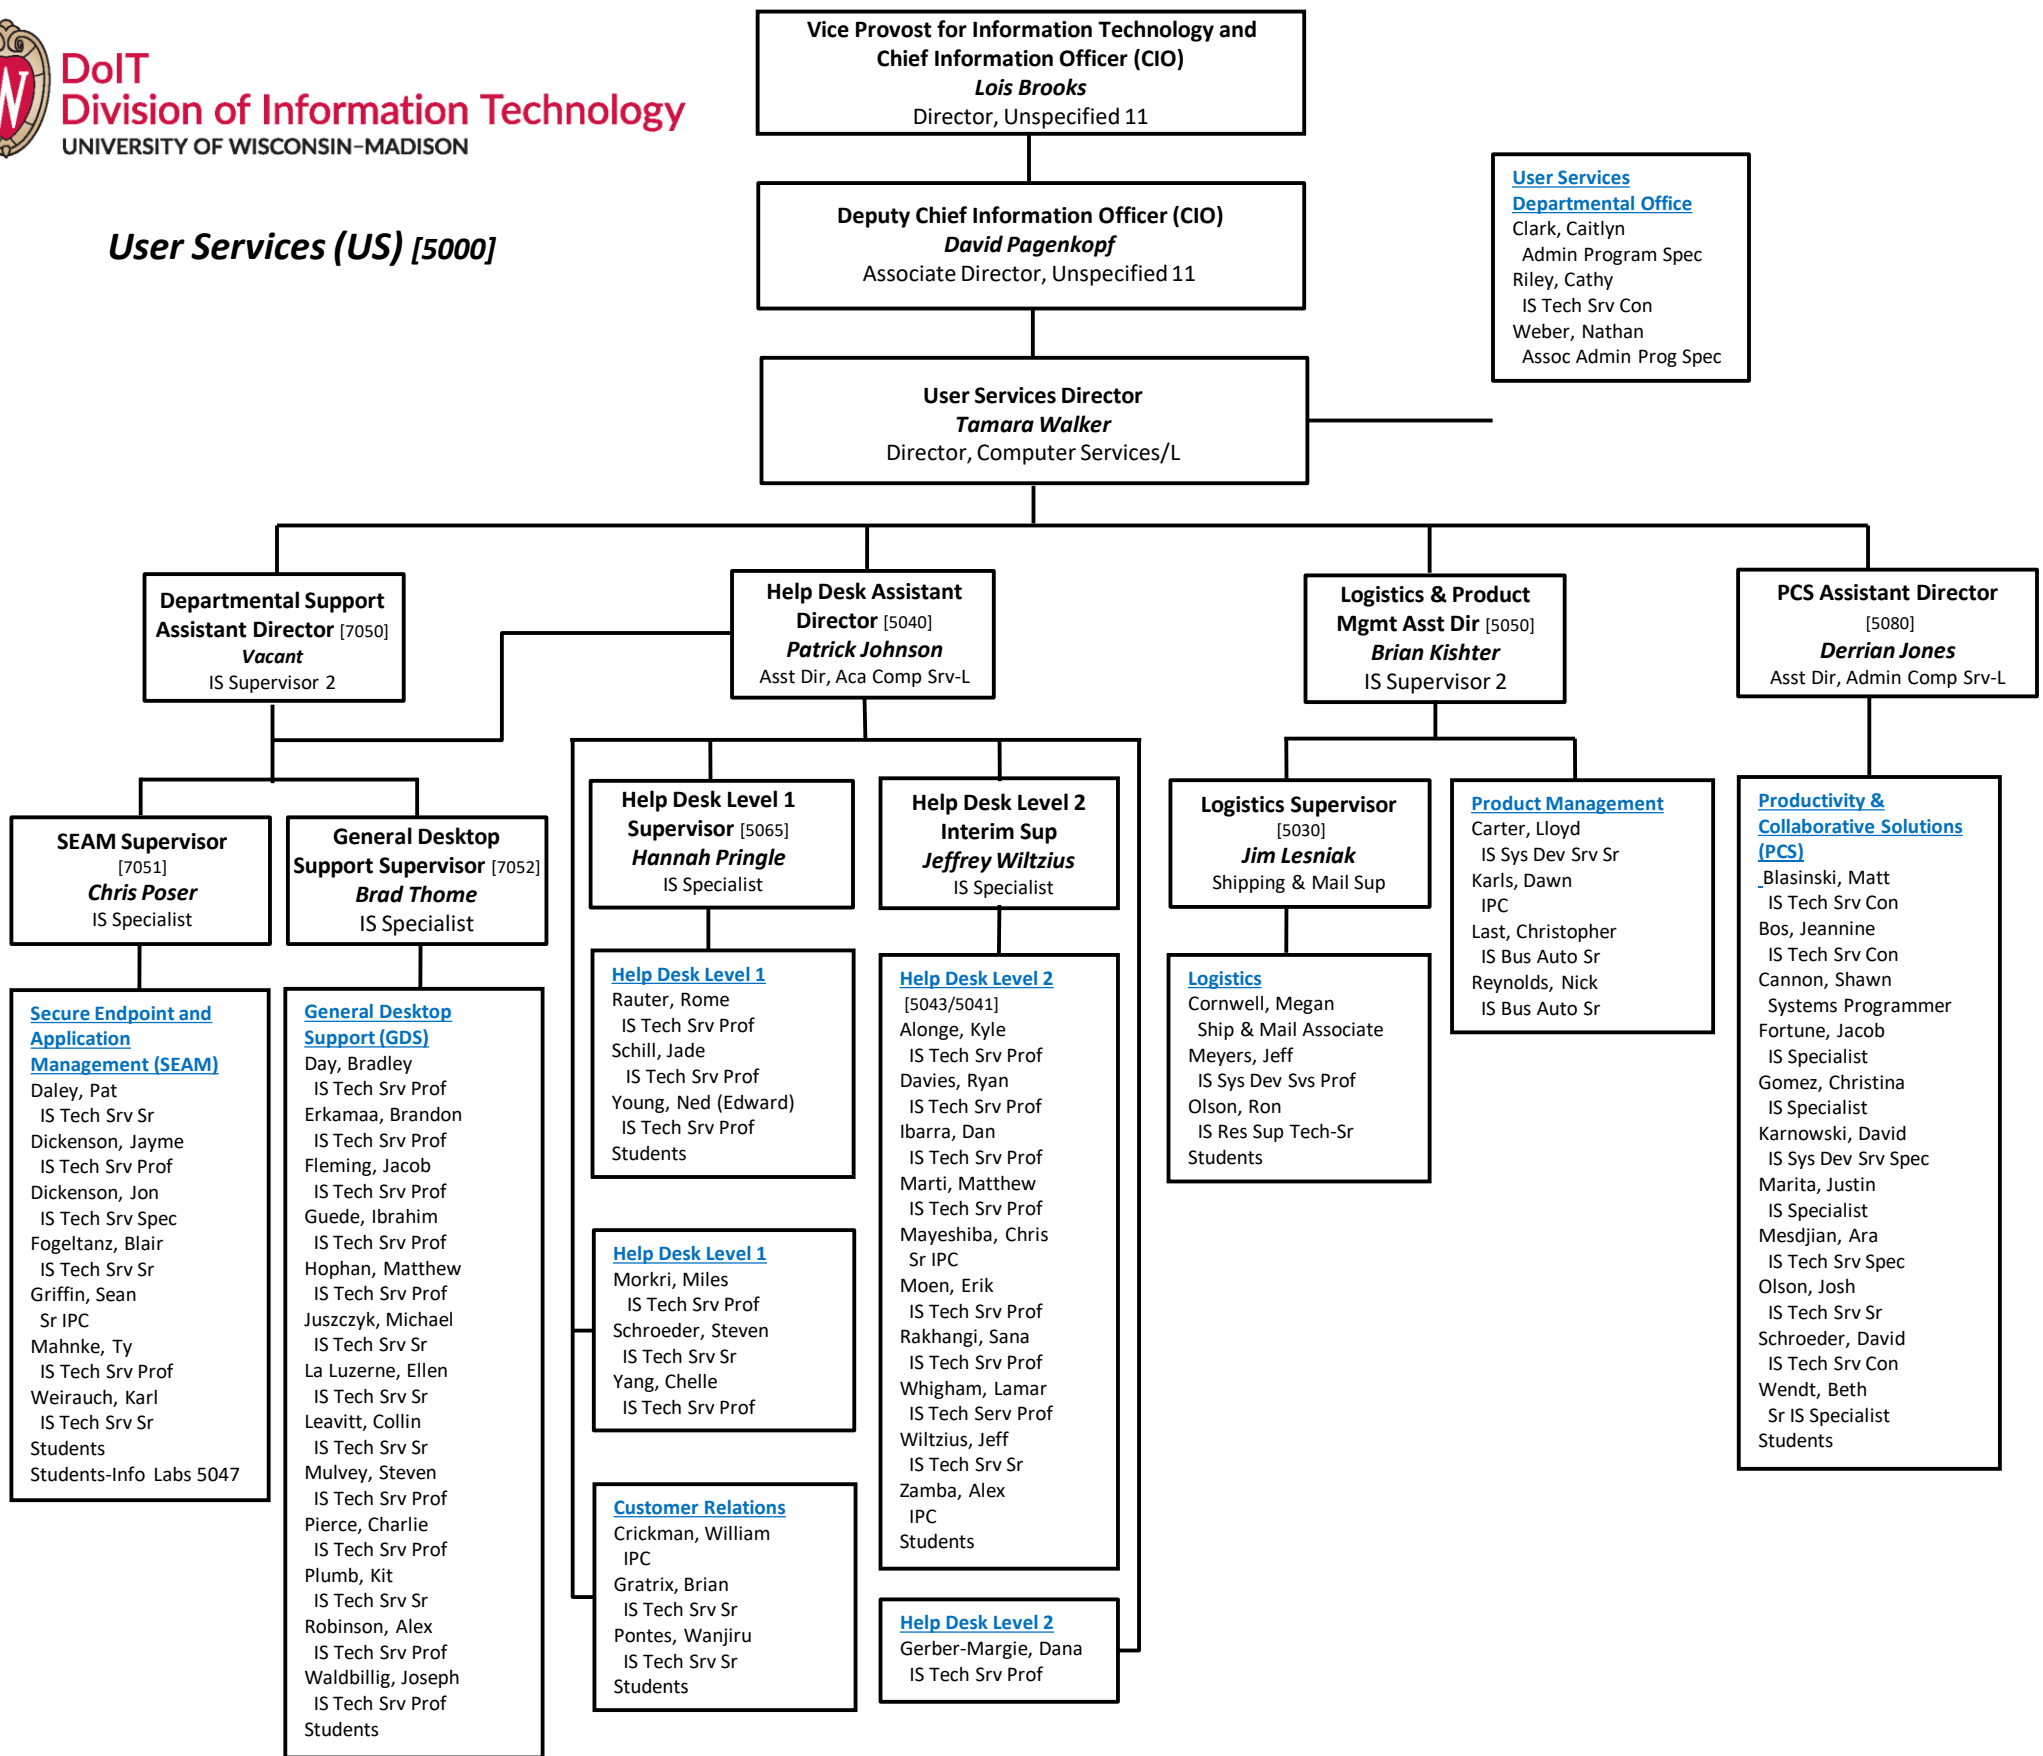 W
DoIT
Division of Information Technology
UNIVERSITY OF WISCONSIN–MADISON
User Services (US) [5000]
Vice Provost for Information Technology and
Chief Information Officer (CIO)
Lois Brooks
Director, Unspecified 11
Deputy Chief Information Officer (CIO)
David Pagenkopf
Associate Director, Unspecified 11
User Services Director
Tamara Walker
Director, Computer Services/L
User Services
Departmental Office
Clark, Caitlyn
Admin Program Spec
Riley, Cathy
IS Tech Srv Con
Weber, Nathan
Assoc Admin Prog Spec
Departmental Support
Assistant Director [7050]
Vacant
IS Supervisor 2
Help Desk Assistant
Director [5040]
Patrick Johnson
Asst Dir, Aca Comp Srv-L
Logistics & Product
Mgmt Asst Dir [5050]
Brian Kishter
IS Supervisor 2
PCS Assistant Director
[5080]
Derrian Jones
Asst Dir, Admin Comp Srv-L
SEAM Supervisor
[7051]
Chris Poser
IS Specialist
General Desktop
Support Supervisor [7052]
Brad Thome
IS Specialist
Help Desk Level 1
Supervisor [5065]
Hannah Pringle
IS Specialist
Help Desk Level 2
Interim Sup
Jeffrey Wiltzius
IS Specialist
Logistics Supervisor
[5030]
Jim Lesniak
Shipping & Mail Sup
Product Management
Carter, Lloyd
IS Sys Dev Srv Sr
Karls, Dawn
IPC
Last, Christopher
IS Bus Auto Sr
Reynolds, Nick
IS Bus Auto Sr
Productivity &
Collaborative Solutions
(PCS)
Blasinski, Matt
IS Tech Srv Con
Bos, Jeannine
IS Tech Srv Con
Cannon, Shawn
Systems Programmer
Fortune, Jacob
IS Specialist
Gomez, Christina
IS Specialist
Karnowski, David
IS Sys Dev Srv Spec
Marita, Justin
IS Specialist
Mesdjian, Ara
IS Tech Srv Spec
Olson, Josh
IS Tech Srv Sr
Schroeder, David
IS Tech Srv Con
Wendt, Beth
Sr IS Specialist
Students
Secure Endpoint and
Application
Management (SEAM)
Daley, Pat
IS Tech Srv Sr
Dickenson, Jayme
IS Tech Srv Prof
Dickenson, Jon
IS Tech Srv Spec
Fogeltanz, Blair
IS Tech Srv Sr
Griffin, Sean
Sr IPC
Mahnke, Ty
IS Tech Srv Prof
Weirauch, Karl
IS Tech Srv Sr
Students
Students-Info Labs 5047
General Desktop
Support (GDS)
Day, Bradley
IS Tech Srv Prof
Erkamaa, Brandon
IS Tech Srv Prof
Fleming, Jacob
IS Tech Srv Prof
Guede, Ibrahim
IS Tech Srv Prof
Hophan, Matthew
IS Tech Srv Prof
Juszczyk, Michael
IS Tech Srv Sr
La Luzerne, Ellen
IS Tech Srv Sr
Leavitt, Collin
IS Tech Srv Sr
Mulvey, Steven
IS Tech Srv Prof
Pierce, Charlie
IS Tech Srv Prof
Plumb, Kit
IS Tech Srv Sr
Robinson, Alex
IS Tech Srv Prof
Waldbillig, Joseph
IS Tech Srv Prof
Students
Help Desk Level 1
Rauter, Rome
IS Tech Srv Prof
Schill, Jade
IS Tech Srv Prof
Young, Ned (Edward)
IS Tech Srv Prof
Students
Help Desk Level 1
Morkri, Miles
IS Tech Srv Prof
Schroeder, Steven
IS Tech Srv Sr
Yang, Chelle
IS Tech Srv Prof
Customer Relations
Crickman, William
IPC
Gratrix, Brian
IS Tech Srv Sr
Pontes, Wanjiru
IS Tech Srv Sr
Students
Help Desk Level 2
[5043/5041]
Alonge, Kyle
IS Tech Srv Prof
Davies, Ryan
IS Tech Srv Prof
Ibarra, Dan
IS Tech Srv Prof
Marti, Matthew
IS Tech Srv Prof
Mayeshiba, Chris
Sr IPC
Moen, Erik
IS Tech Srv Prof
Rakhangi, Sana
IS Tech Srv Prof
Whigham, Lamar
IS Tech Serv Prof
Wiltzius, Jeff
IS Tech Srv Sr
Zamba, Alex
IPC
Students
Help Desk Level 2
Gerber-Margie, Dana
IS Tech Srv Prof
Logistics
Cornwell, Megan
Ship & Mail Associate
Meyers, Jeff
IS Sys Dev Svs Prof
Olson, Ron
IS Res Sup Tech-Sr
Students